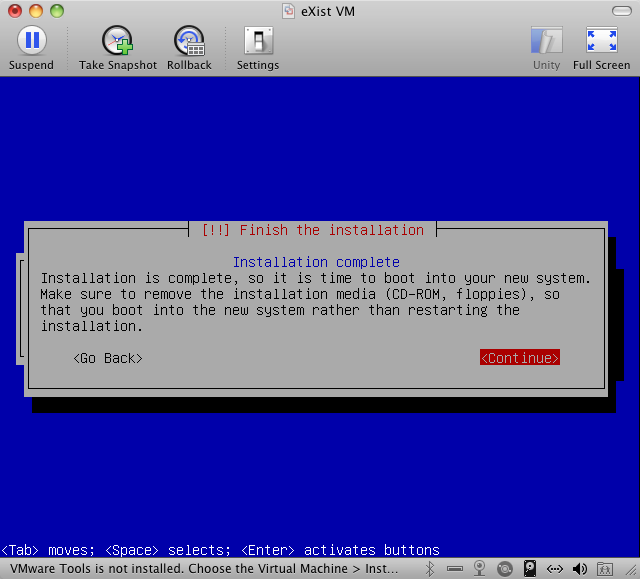 eXist VM
Suspend
Take Snapshot
Rollback
Settings
Unity
Full Screen
[!!] Finish the installation
Installation complete
Installation is complete, so it is time to boot into your new system.
Make sure to remove the installation media (CD-ROM, floppies), so
that you boot into the new system rather than restarting the
installation.
<Go Back>
<Continue>
<Tab> moves; <Space> selects; <Enter> activates buttons
VMware Tools is not installed. Choose the Virtual Machine > Inst...